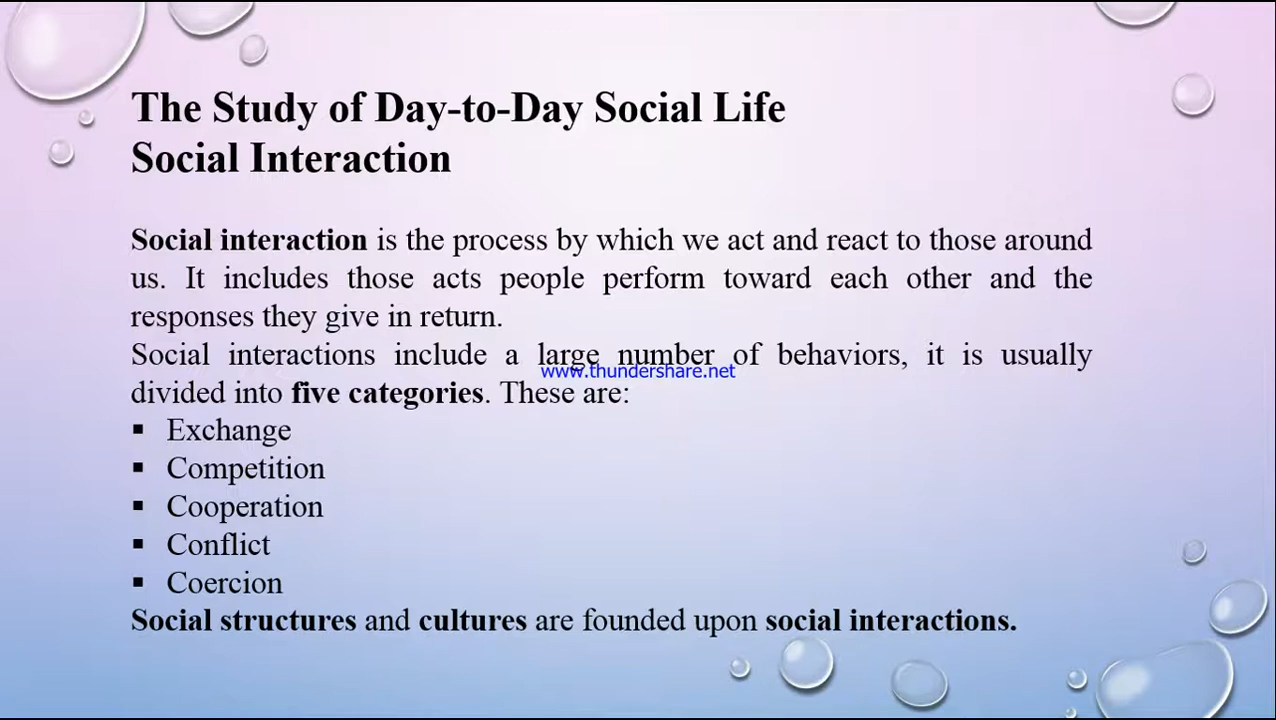 The Study of Day-to-Day Social Life
Social Interaction
Social interaction is the process by which we act and react to those around
us. It includes those acts people perform toward each other and the
responses they give in return.
Social interactions include a large number of behaviors, it is usually
www.thundershare.net
divided into five categories. These are:
▪ Exchange
▪ Competition
▪ Cooperation
▪ Conflict
▪ Coercion
Social structures and cultures are founded upon social interactions.